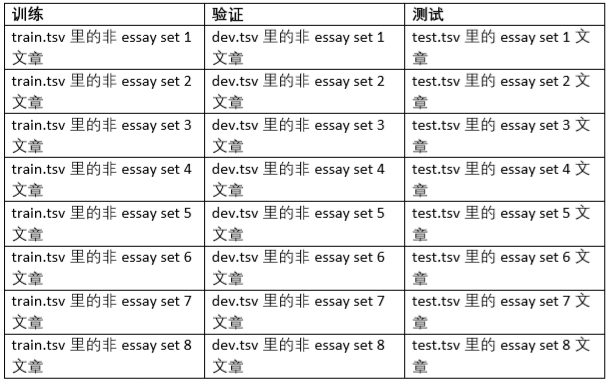 训练 验证 测试
train.tsv 里的非 essay set 1 dev.tsv 里的非 essay set 1 test.tsv 里的 essay set 1 文
文章 文章 章
train.tsv 里的非 essay set 2 dev.tsv 里的非 essay set 2 test.tsv 里的 essay set 2 文
文章 文章 章
train.tsv 里的非 essay set 3 dev.tsv 里的非 essay set 3 test.tsv 里的 essay set 3 文
文章 文章 章
train.tsv 里的非 essay set 4 dev.tsv 里的非 essay set 4 test.tsv 里的 essay set 4 文
文章 文章 章
train.tsv 里的非 essay set 5 dev.tsv 里的非 essay set 5 test.tsv 里的 essay set 5 文
文章 文章 章
train.tsv 里的非 essay set 6 dev.tsv 里的非 essay set 6 test.tsv 里的 essay set 6 文
文章 文章 章
train.tsv 里的非 essay set 7 dev.tsv 里的非 essay set 7 test.tsv 里的 essay set 7 文
文章 文章 章
train.tsv 里的非 essay set 8 dev.tsv 里的非 essay set 8 test.tsv 里的 essay set 8 文
文章 文章 章